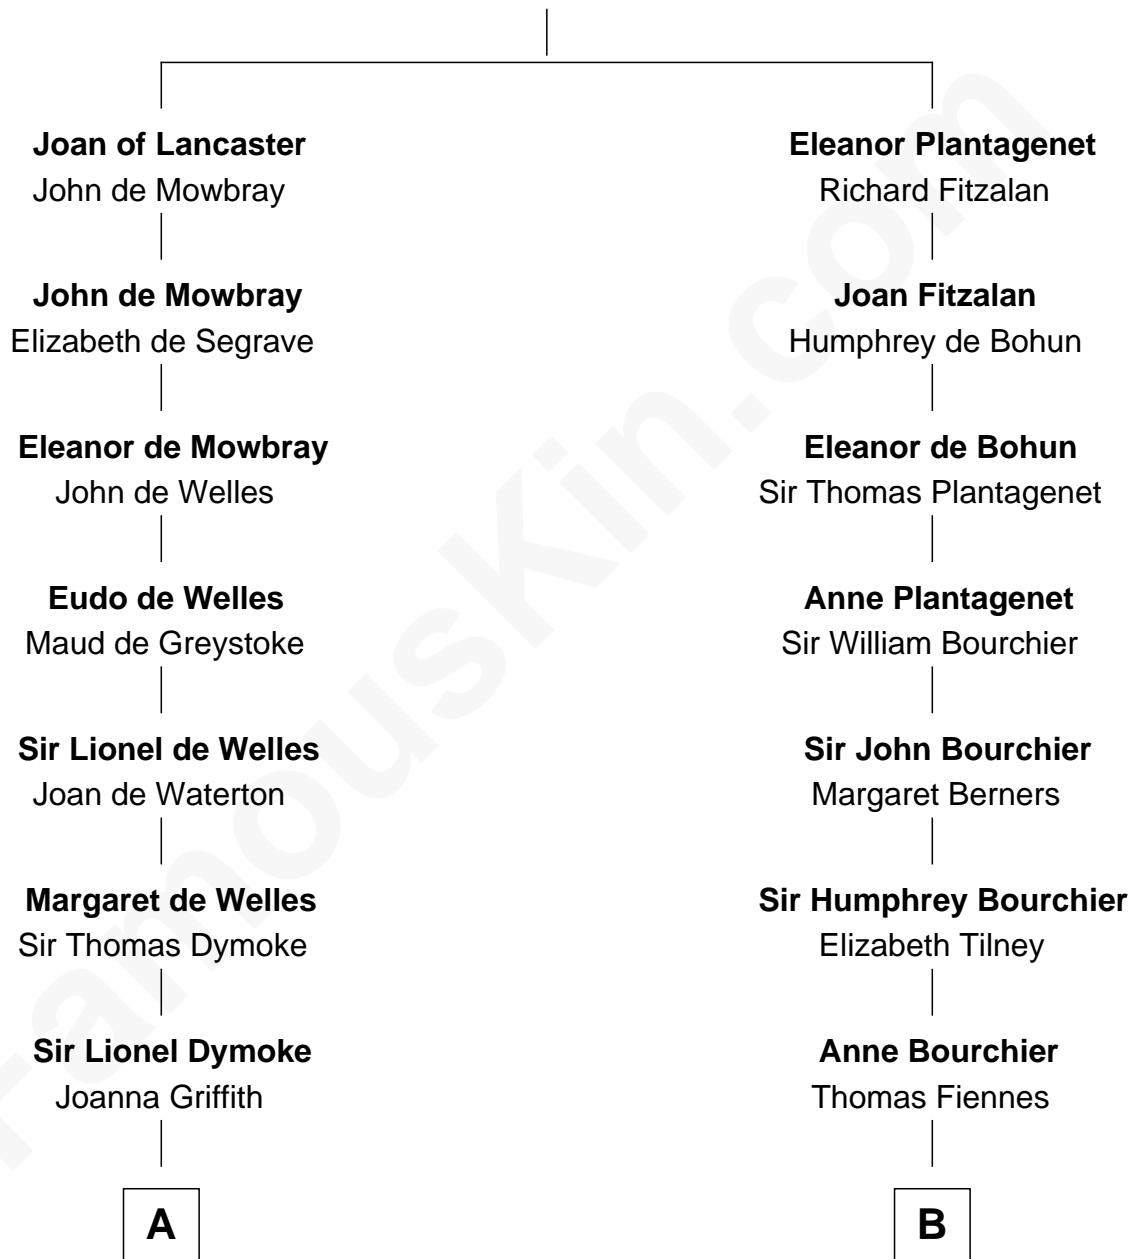 Joan of Lancaster
John de Mowbray
John de Mowbray
Elizabeth de Segrave
Eleanor de Mowbray
John de Welles
Eudo de Welles
Maud de Greystoke
Sir Lionel de Welles
Joan de Waterton
Margaret de Welles
Sir Thomas Dymoke
Sir Lionel Dymoke
Joanna Griffith
A
Eleanor Plantagenet
Richard Fitzalan
Joan Fitzalan
Humphrey de Bohun
Eleanor de Bohun
Sir Thomas Plantagenet
Anne Plantagenet
Sir William Bourchier
Sir John Bourchier
Margaret Berners
Sir Humphrey Bourchier
Elizabeth Tilney
Anne Bourchier
Thomas Fiennes
B
FamousKin.com